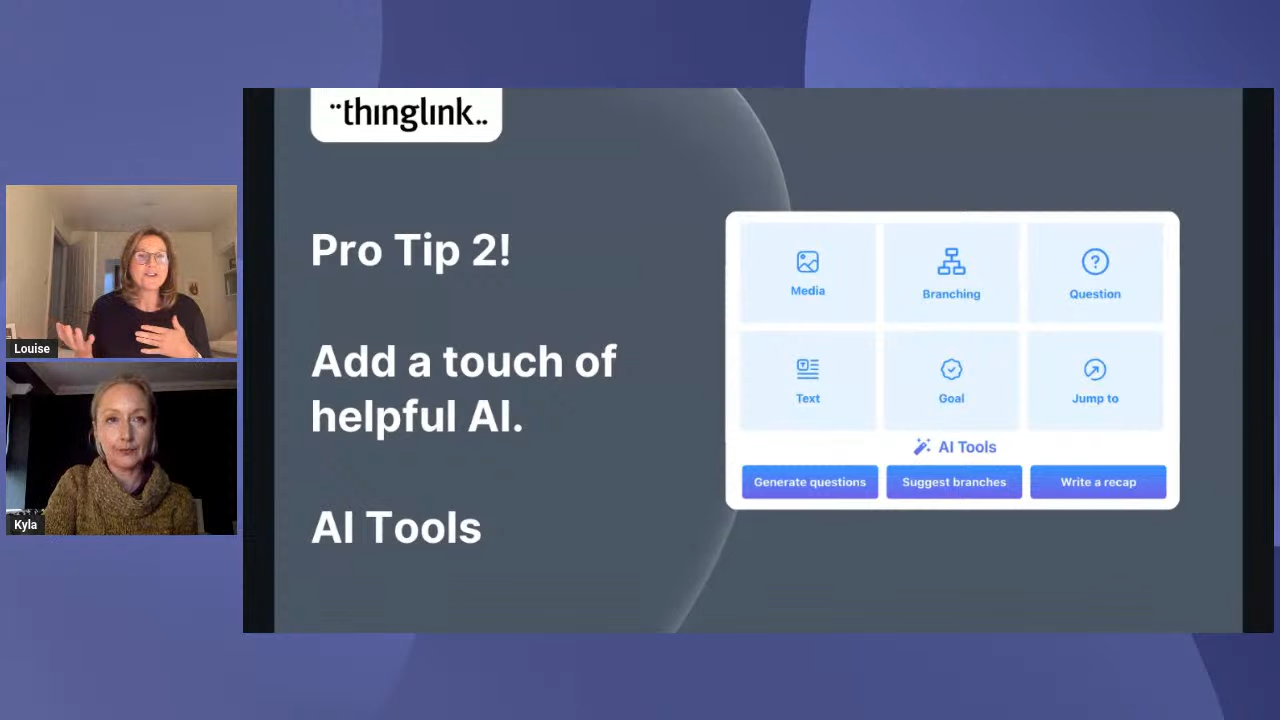 ¨thınglınk..
Pro Tip 2!
Add a touch of
helpful AI.
AI Tools
Media
Branching
Question
Text
Goal
Jump to
AI Tools
Generate questions
Suggest branches
Write a recap
Louise
Kyla